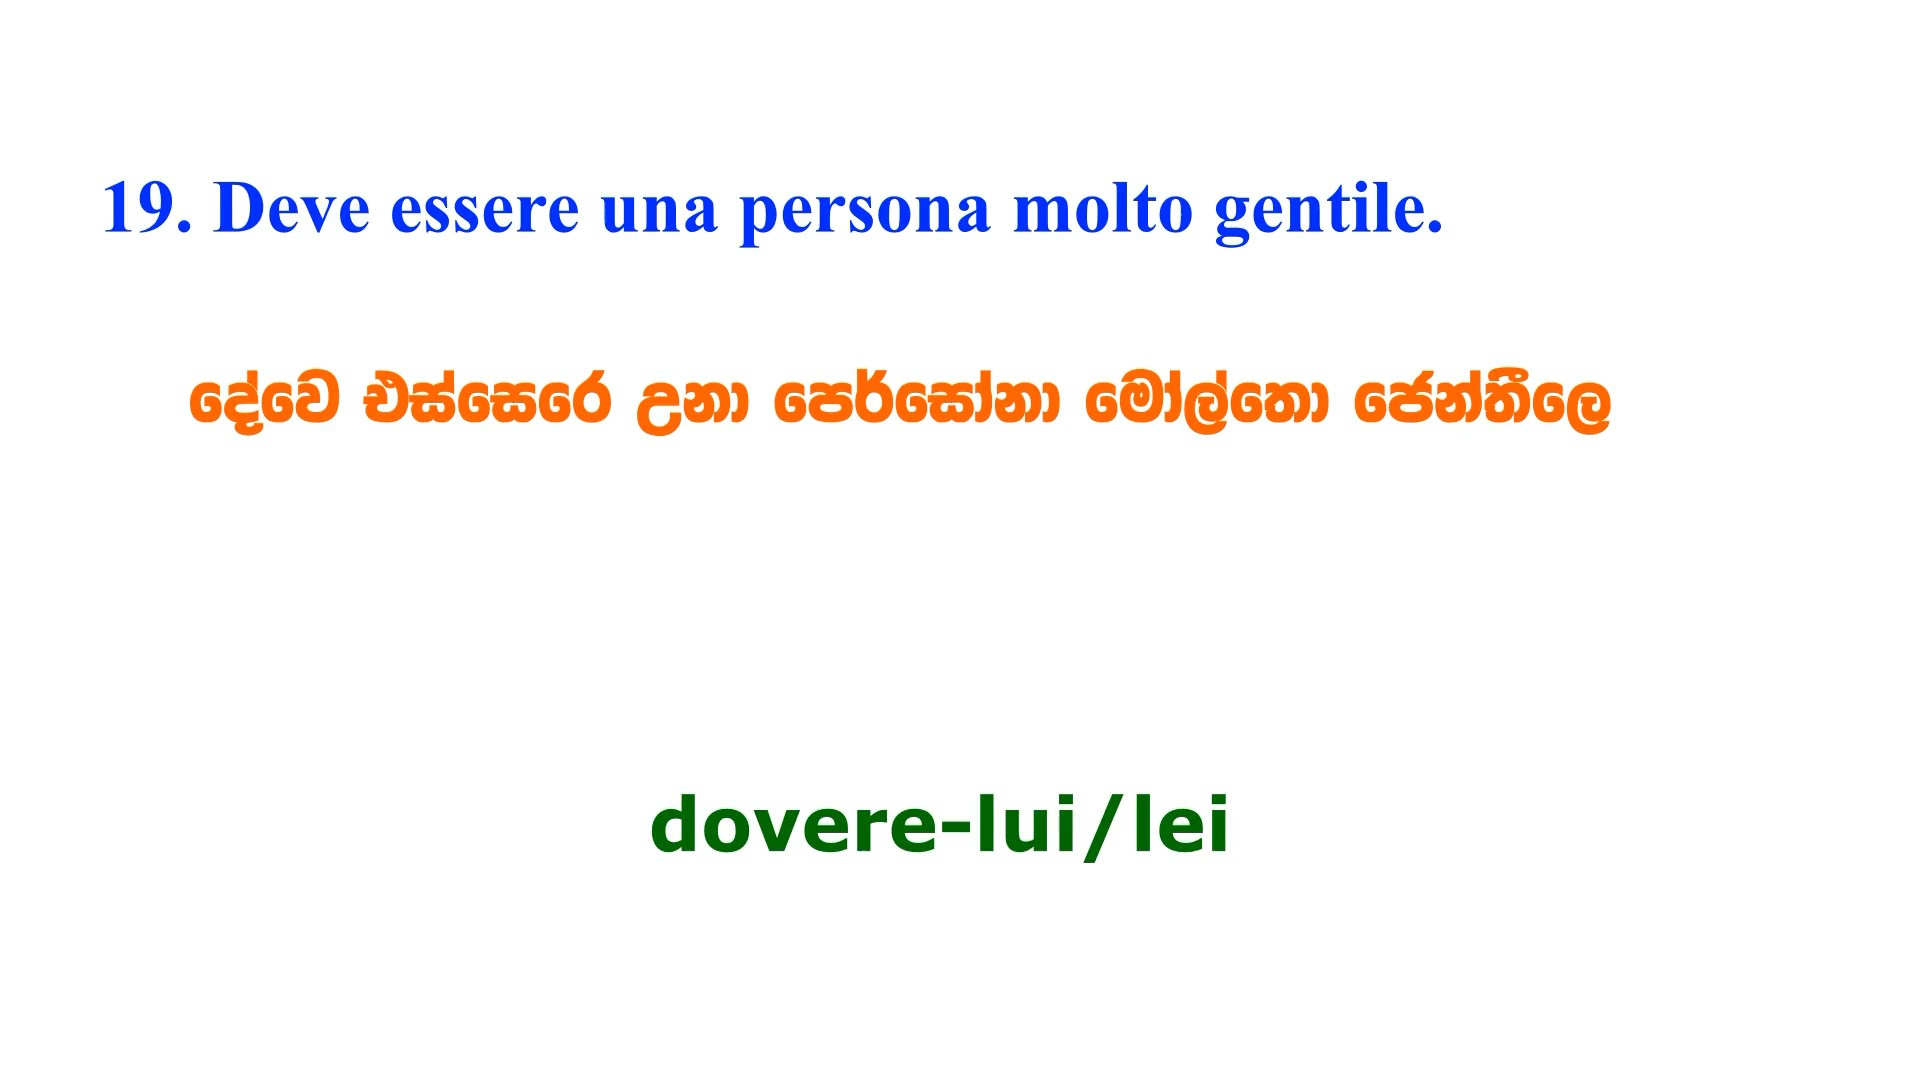 19. Deve essere una persona molto gentile.
දේවෙ එස්සෙරෙ උනා පෙර්සෝනා මෝල්තො ජෙන්තීලෙ
dovere-lui/lei